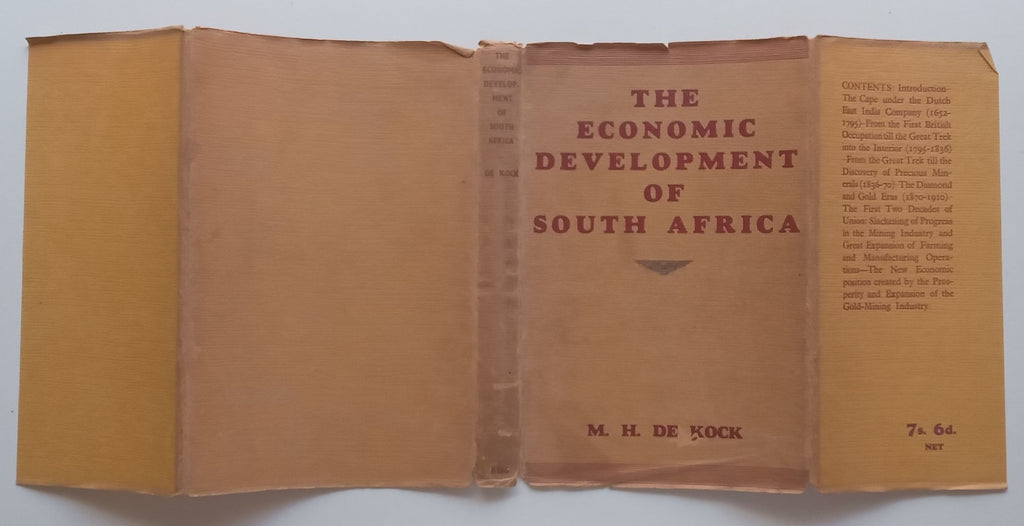 THE
ECONOMIC
DEVELOP-
MENT
OF
SOUTH
AFRICA
DE KOCK
KING
THE
ECONOMIC
DEVELOPMENT
OF
SOUTH AFRICA
M. H. DE KOCK
CONTENTS: Introduction—
The Cape under the Dutch
East India Company (1652-
1795)—From the First British
Occupation till the Great Trek
into the Interior (1795-1836)
—From the Great Trek till the
Discovery of Precious Min-
erals (1836-70)—The Diamond
and Gold Eras (1870-1910)—
The First Two Decades of
Union: Slackening of Progress
in the Mining Industry and
Great Expansion of Farming
and Manufacturing Opera-
tions—The New Economic
position created by the Pros-
perity and Expansion of the
Gold-Mining Industry.
7s. 6d.
NET